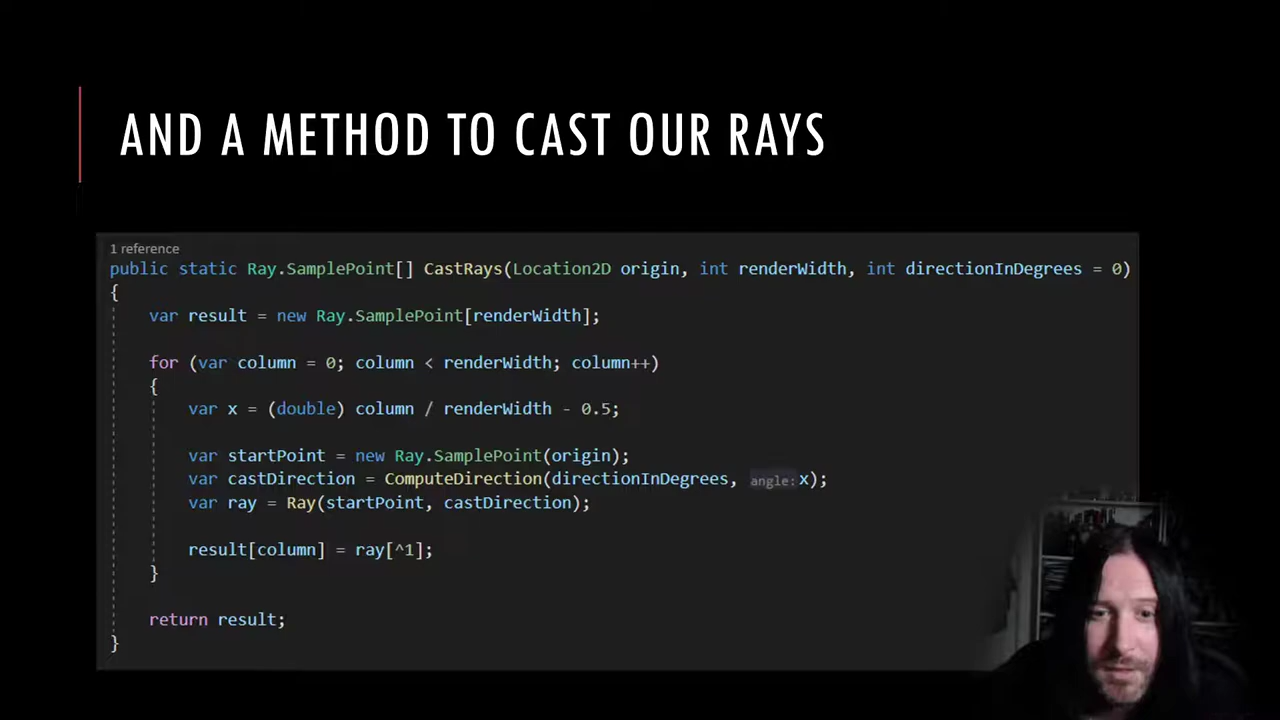 AND A METHOD TO CAST OUR RAYS
1 reference
public static Ray.SamplePoint[] CastRays(Location2D origin, int renderWidth, int directionInDegrees = 0)
{
var result = new Ray.SamplePoint[renderWidth];
for (var column = 0; column < renderWidth; column++)
{
var x = (double) column / renderWidth - 0.5;
var startPoint = new Ray.SamplePoint(origin);
var castDirection = ComputeDirection(directionInDegrees, angle: x);
var ray = Ray(startPoint, castDirection);
result[column] = ray[^1];
}
return result;
}